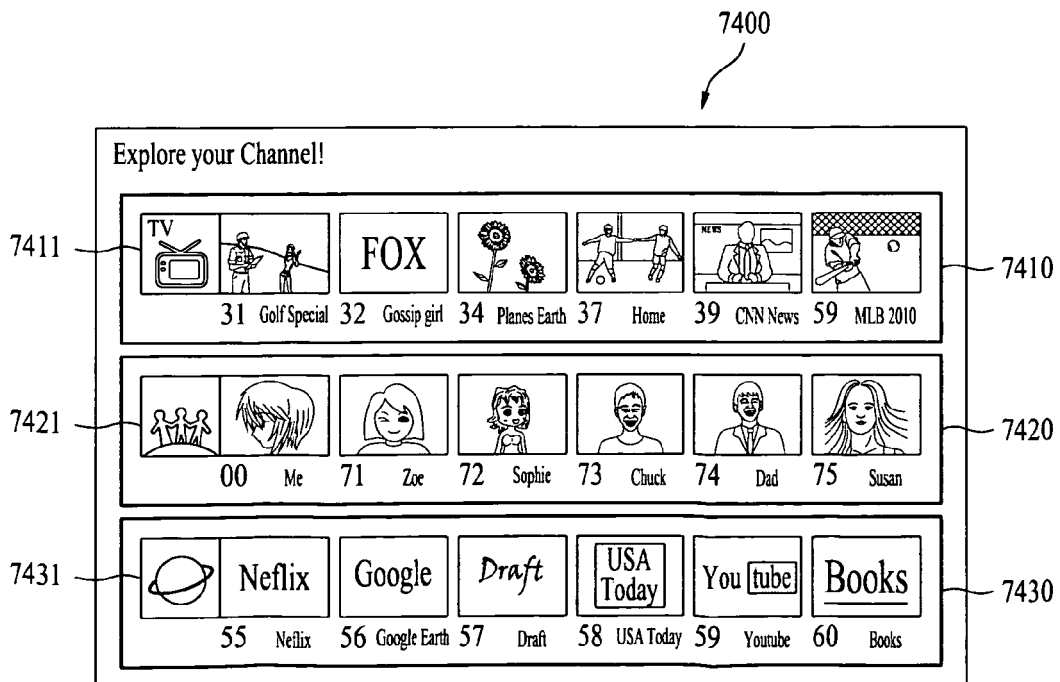 7400
Explore your Channel!
7411
TV
FOX
NEWS
7410
31 Golf Special 32 Gossip girl 34 Planes Earth 37 Home 39 CNN News 59 MLB 2010
7421
7420
00 Me 71 Zoe 72 Sophie 73 Chuck 74 Dad 75 Susan
7431
Neflix Google Draft USA Today You tube Books
7430
55 Neflix 56 Google Earth 57 Draft 58 USA Today 59 Youtube 60 Books